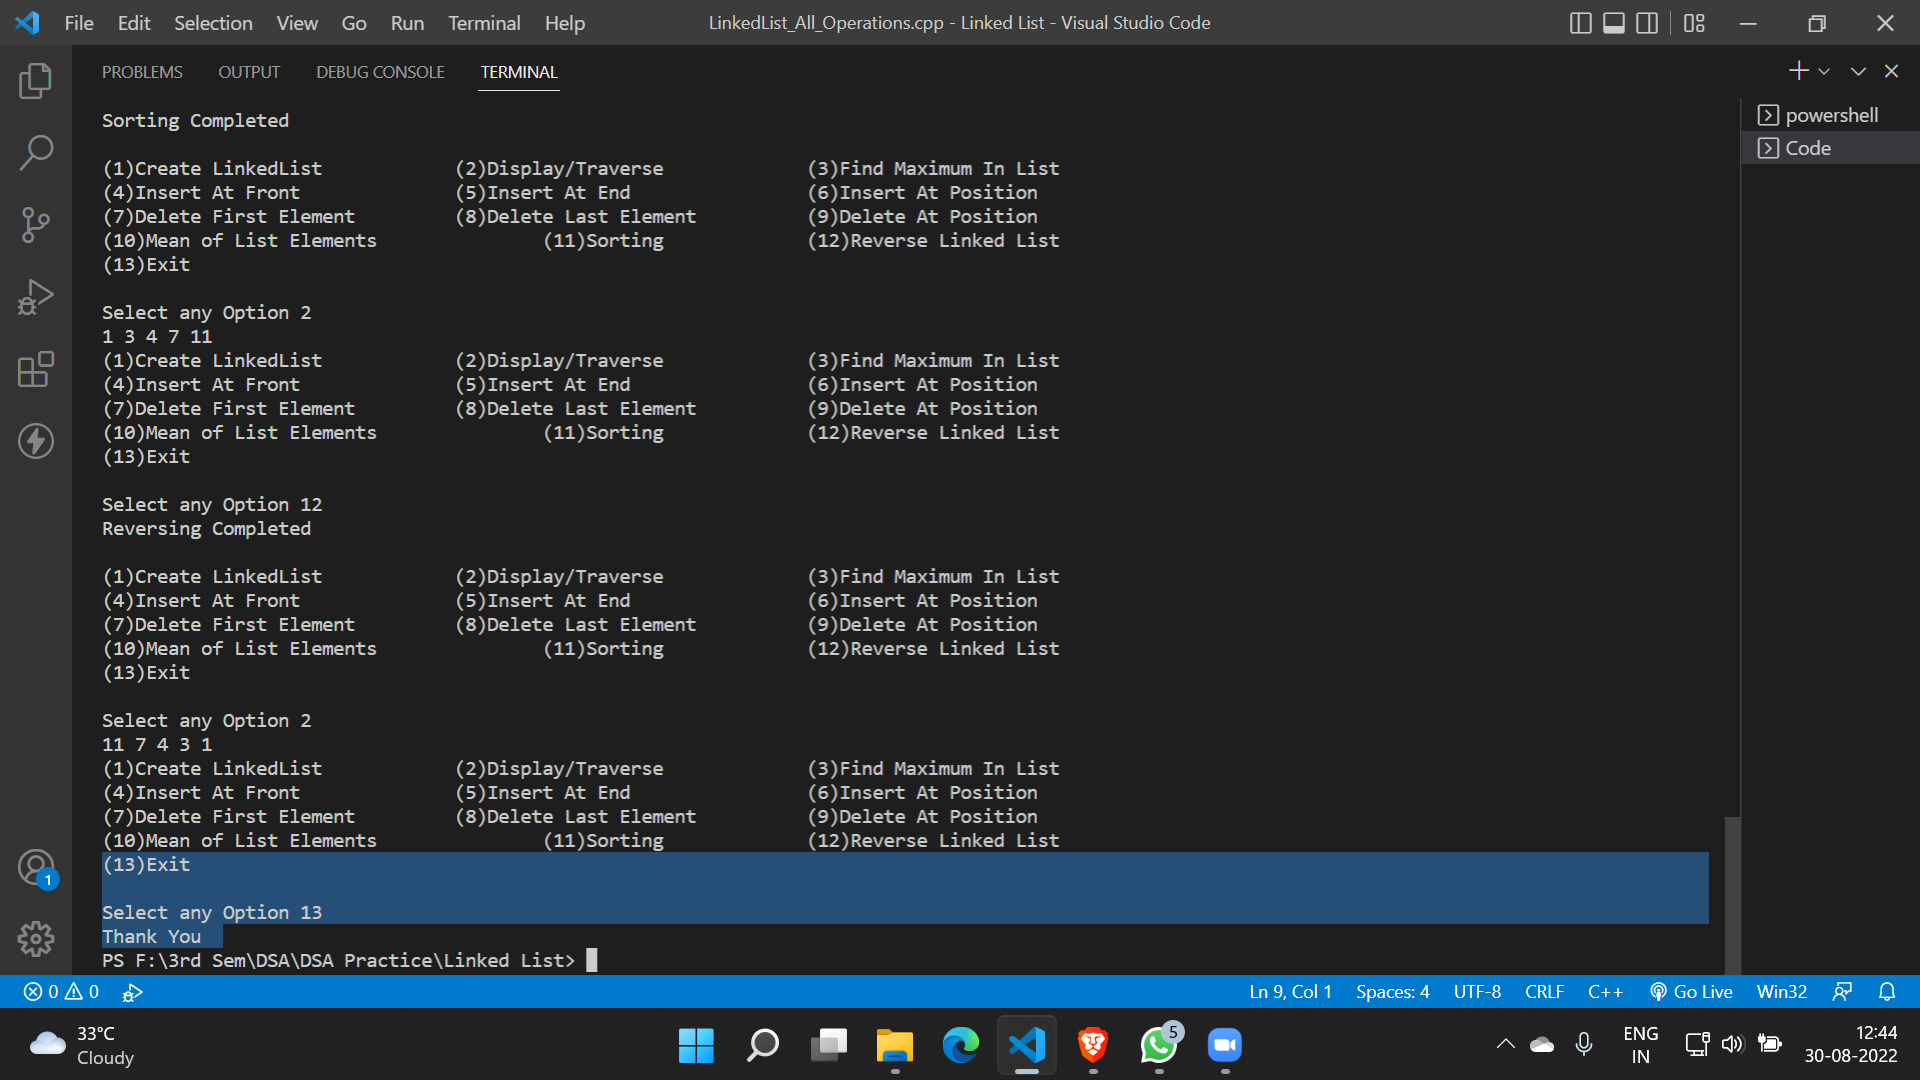 File Edit Selection View Go Run Terminal Help LinkedList_All_Operations.cpp - Linked List - Visual Studio Code
PROBLEMS OUTPUT DEBUG CONSOLE TERMINAL
powershell
Code
Sorting Completed
(1)Create LinkedList (2)Display/Traverse (3)Find Maximum In List
(4)Insert At Front (5)Insert At End (6)Insert At Position
(7)Delete First Element (8)Delete Last Element (9)Delete At Position
(10)Mean of List Elements (11)Sorting (12)Reverse Linked List
(13)Exit
Select any Option 2
1 3 4 7 11
(1)Create LinkedList (2)Display/Traverse (3)Find Maximum In List
(4)Insert At Front (5)Insert At End (6)Insert At Position
(7)Delete First Element (8)Delete Last Element (9)Delete At Position
(10)Mean of List Elements (11)Sorting (12)Reverse Linked List
(13)Exit
Select any Option 12
Reversing Completed
(1)Create LinkedList (2)Display/Traverse (3)Find Maximum In List
(4)Insert At Front (5)Insert At End (6)Insert At Position
(7)Delete First Element (8)Delete Last Element (9)Delete At Position
(10)Mean of List Elements (11)Sorting (12)Reverse Linked List
(13)Exit
Select any Option 2
11 7 4 3 1
(1)Create LinkedList (2)Display/Traverse (3)Find Maximum In List
(4)Insert At Front (5)Insert At End (6)Insert At Position
(7)Delete First Element (8)Delete Last Element (9)Delete At Position
(10)Mean of List Elements (11)Sorting (12)Reverse Linked List
(13)Exit
Select any Option 13
Thank You
PS F:\3rd Sem\DSA\DSA Practice\Linked List>
1
0 0 Ln 9, Col 1 Spaces: 4 UTF-8 CRLF C++ Go Live Win32
33°C
Cloudy
5
ENG
IN
12:44
30-08-2022